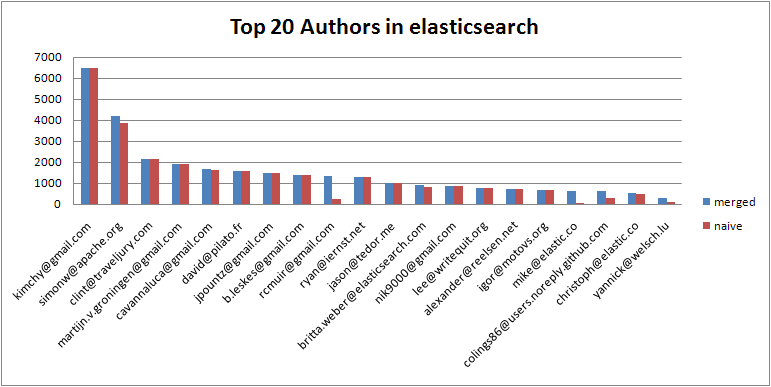 Top 20 Authors in elasticsearch
7000
6000
5000
4000
3000
2000
1000
0
kimchy@gmail.com
simonw@apache.org
clint@traveljury.com
martijn.v.groningen@gmail.com
cavannaluca@gmail.com
david@pilato.fr
jpountz@gmail.com
b.leskes@gmail.com
rcmuir@gmail.com
ryan@iernst.net
jason@tedor.me
britta.weber@elasticsearch.com
nik9000@gmail.com
lee@writequit.org
alexander@reelsen.net
igor@motovs.org
mike@elastic.co
colings86@users.noreply.github.com
christoph@elastic.co
yannick@welsch.lu
merged
naive